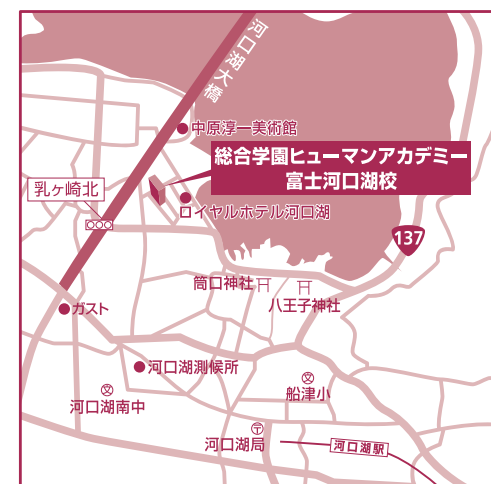 河口湖大橋
中原淳一美術館
総合学園ヒューマンアカデミー
富士河口湖校
乳ヶ崎北
ロイヤルホテル河口湖
137
筒口神社
八王子神社
ガスト
河口湖測候所
文
河口湖南中
文
船津小
〒
河口湖局
河口湖駅